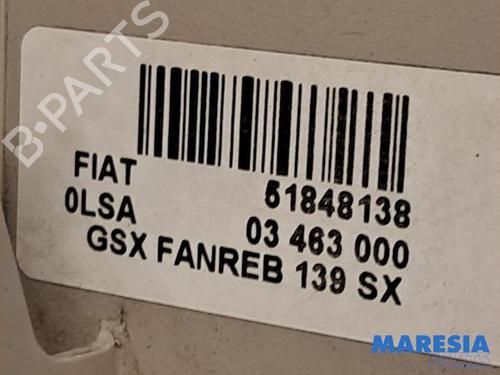 B-PARTS
FIAT 51848138
0LSA 03 463 000
GSX FANREB 139 SX
MARESIA